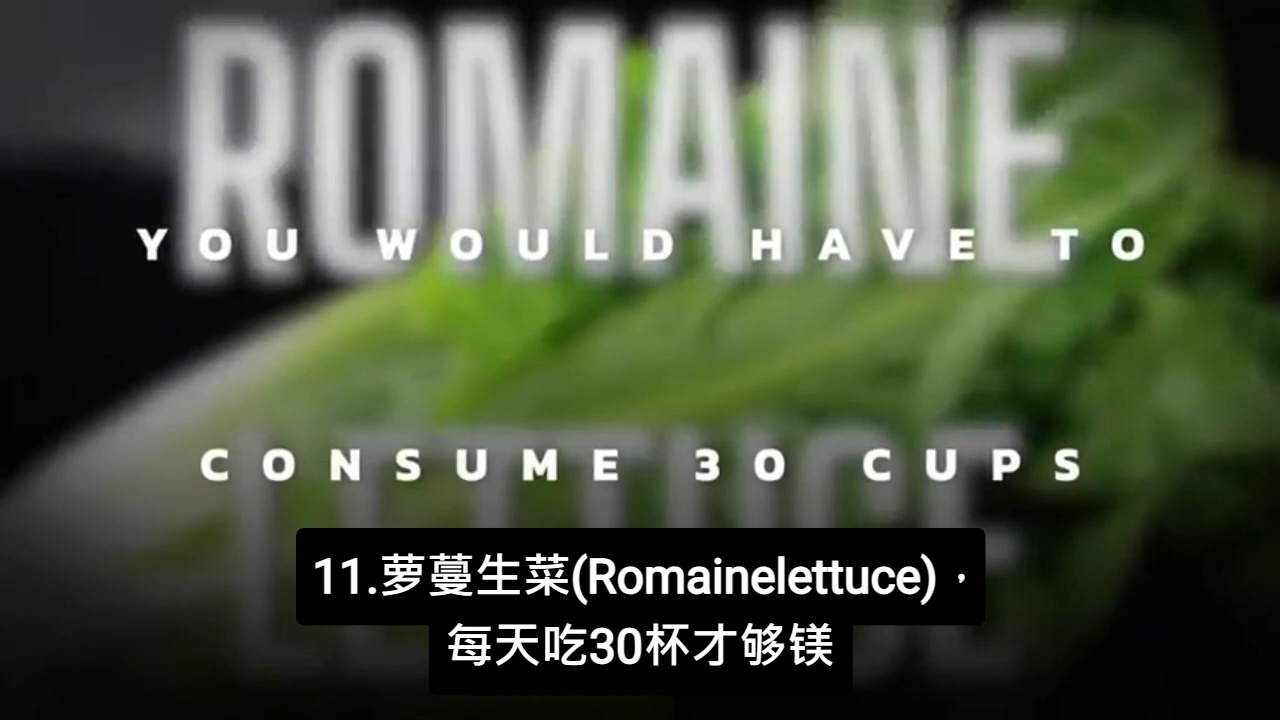 ROMAINE
YOU WOULD HAVE TO
LETTUCE
CONSUME 30 CUPS
11.萝蔓生菜(Romainelettuce)，
每天吃30杯才够镁